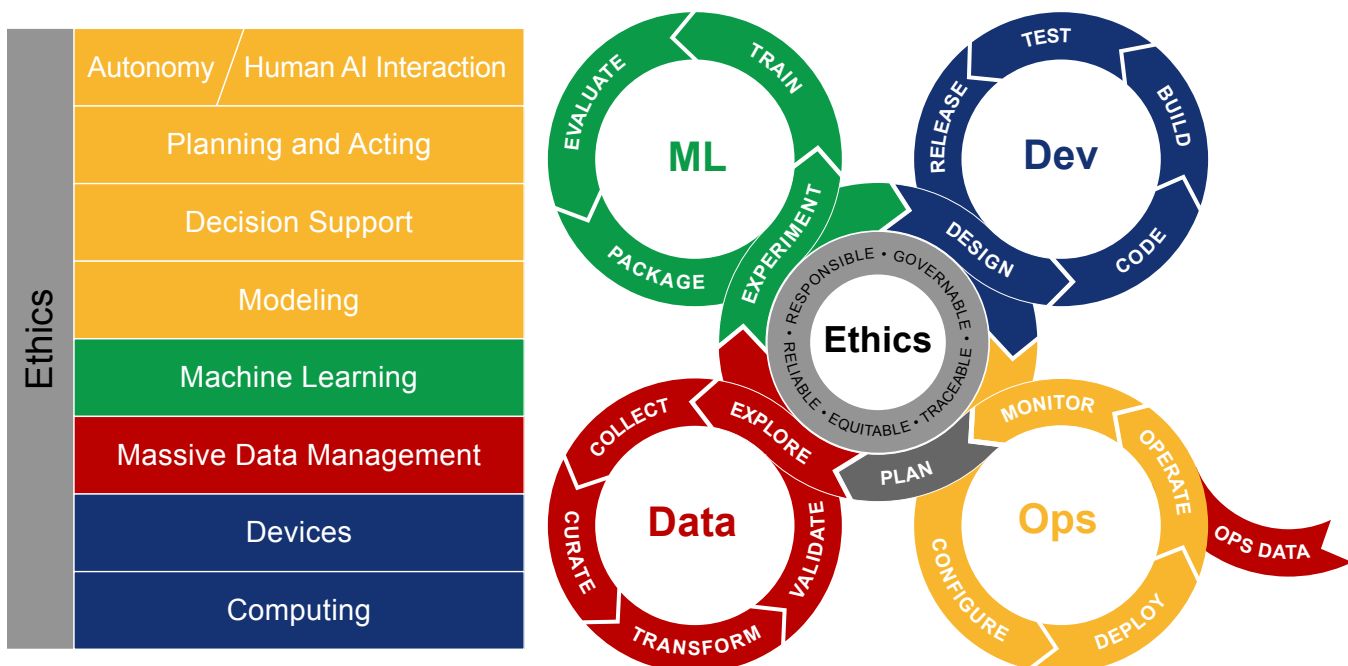 Ethics
Autonomy / Human AI Interaction
Planning and Acting
Decision Support
Modeling
Machine Learning
Massive Data Management
Devices
Computing
ML
EXPERIMENT
TRAIN
EVALUATE
PACKAGE
Dev
DESIGN
CODE
BUILD
TEST
RELEASE
Ethics
RESPONSIBLE • GOVERNABLE • TRACEABLE • EQUITABLE • RELIABLE •
PLAN
Data
EXPLORE
COLLECT
CURATE
TRANSFORM
VALIDATE
Ops
CONFIGURE
DEPLOY
OPERATE
MONITOR
OPS DATA